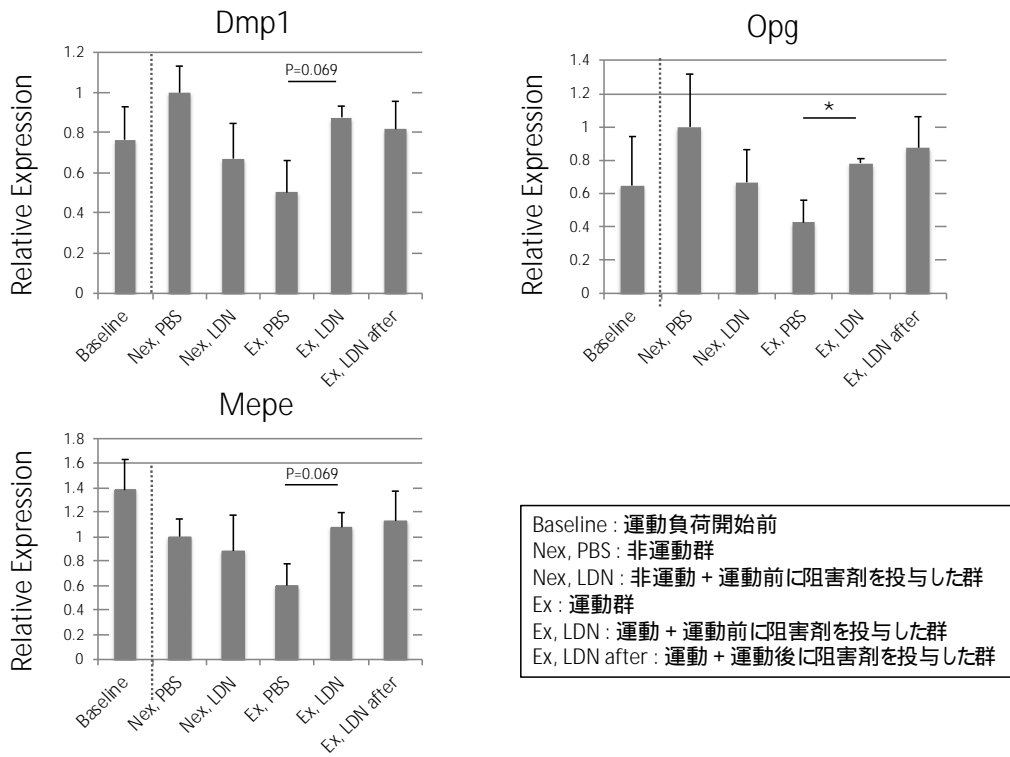 Dmp1
Relative Expression
1.2
1
0.8
0.6
0.4
0.2
0
P=0.069
Baseline
Nex, PBS
Nex, LDN
Ex, PBS
Ex, LDN
Ex, LDN after
Opg
Relative Expression
1.4
1.2
1
0.8
0.6
0.4
0.2
0
*
Baseline
Nex, PBS
Nex, LDN
Ex, PBS
Ex, LDN
Ex, LDN after
Mepe
Relative Expression
1.8
1.6
1.4
1.2
1
0.8
0.6
0.4
0.2
0
P=0.069
Baseline
Nex, PBS
Nex, LDN
Ex, PBS
Ex, LDN
Ex, LDN after
Baseline : 運動負荷開始前
Nex, PBS : 非運動群
Nex, LDN : 非運動 + 運動前に阻害剤を投与した群
Ex : 運動群
Ex, LDN : 運動 + 運動前に阻害剤を投与した群
Ex, LDN after : 運動 + 運動後に阻害剤を投与した群